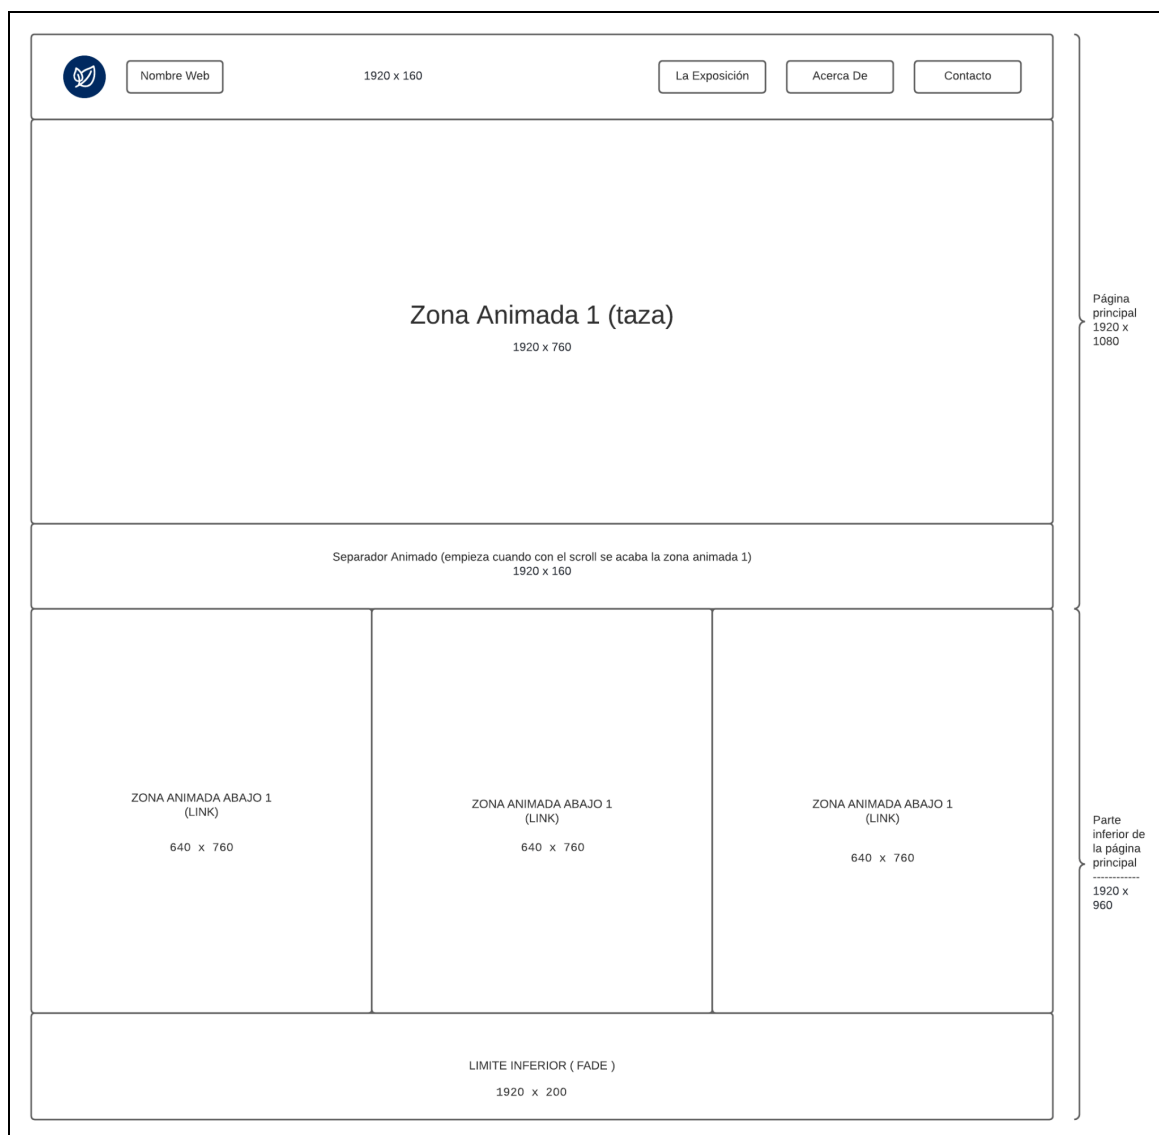 Nombre Web
1920 x 160
La Exposición
Acerca De
Contacto
Zona Animada 1 (taza)
1920 x 760
Página
principal
1920 x
1080
Separador Animado (empieza cuando con el scroll se acaba la zona animada 1)
1920 x 160
ZONA ANIMADA ABAJO 1
(LINK)
640 x 760
ZONA ANIMADA ABAJO 1
(LINK)
640 x 760
ZONA ANIMADA ABAJO 1
(LINK)
640 x 760
Parte
inferior de
la página
principal
------------
1920 x
960
LIMITE INFERIOR ( FADE )
1920 x 200